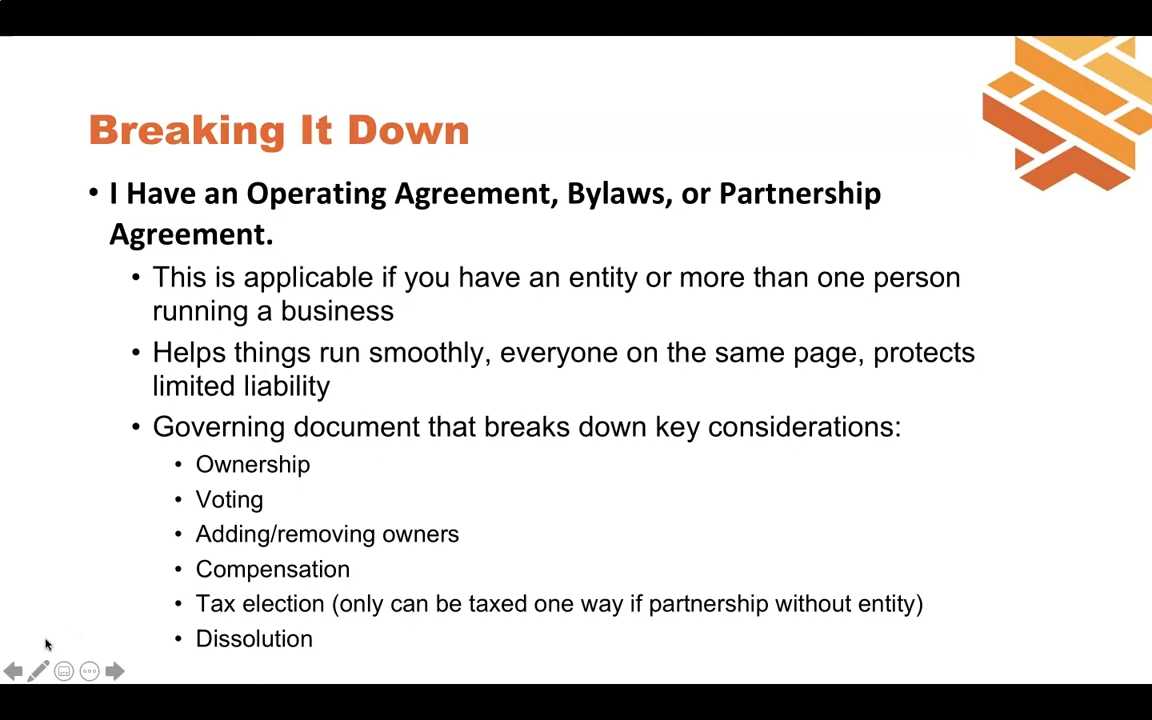 Breaking It Down
• I Have an Operating Agreement, Bylaws, or Partnership
Agreement.
• This is applicable if you have an entity or more than one person
running a business
• Helps things run smoothly, everyone on the same page, protects
limited liability
• Governing document that breaks down key considerations:
• Ownership
• Voting
• Adding/removing owners
• Compensation
• Tax election (only can be taxed one way if partnership without entity)
• Dissolution